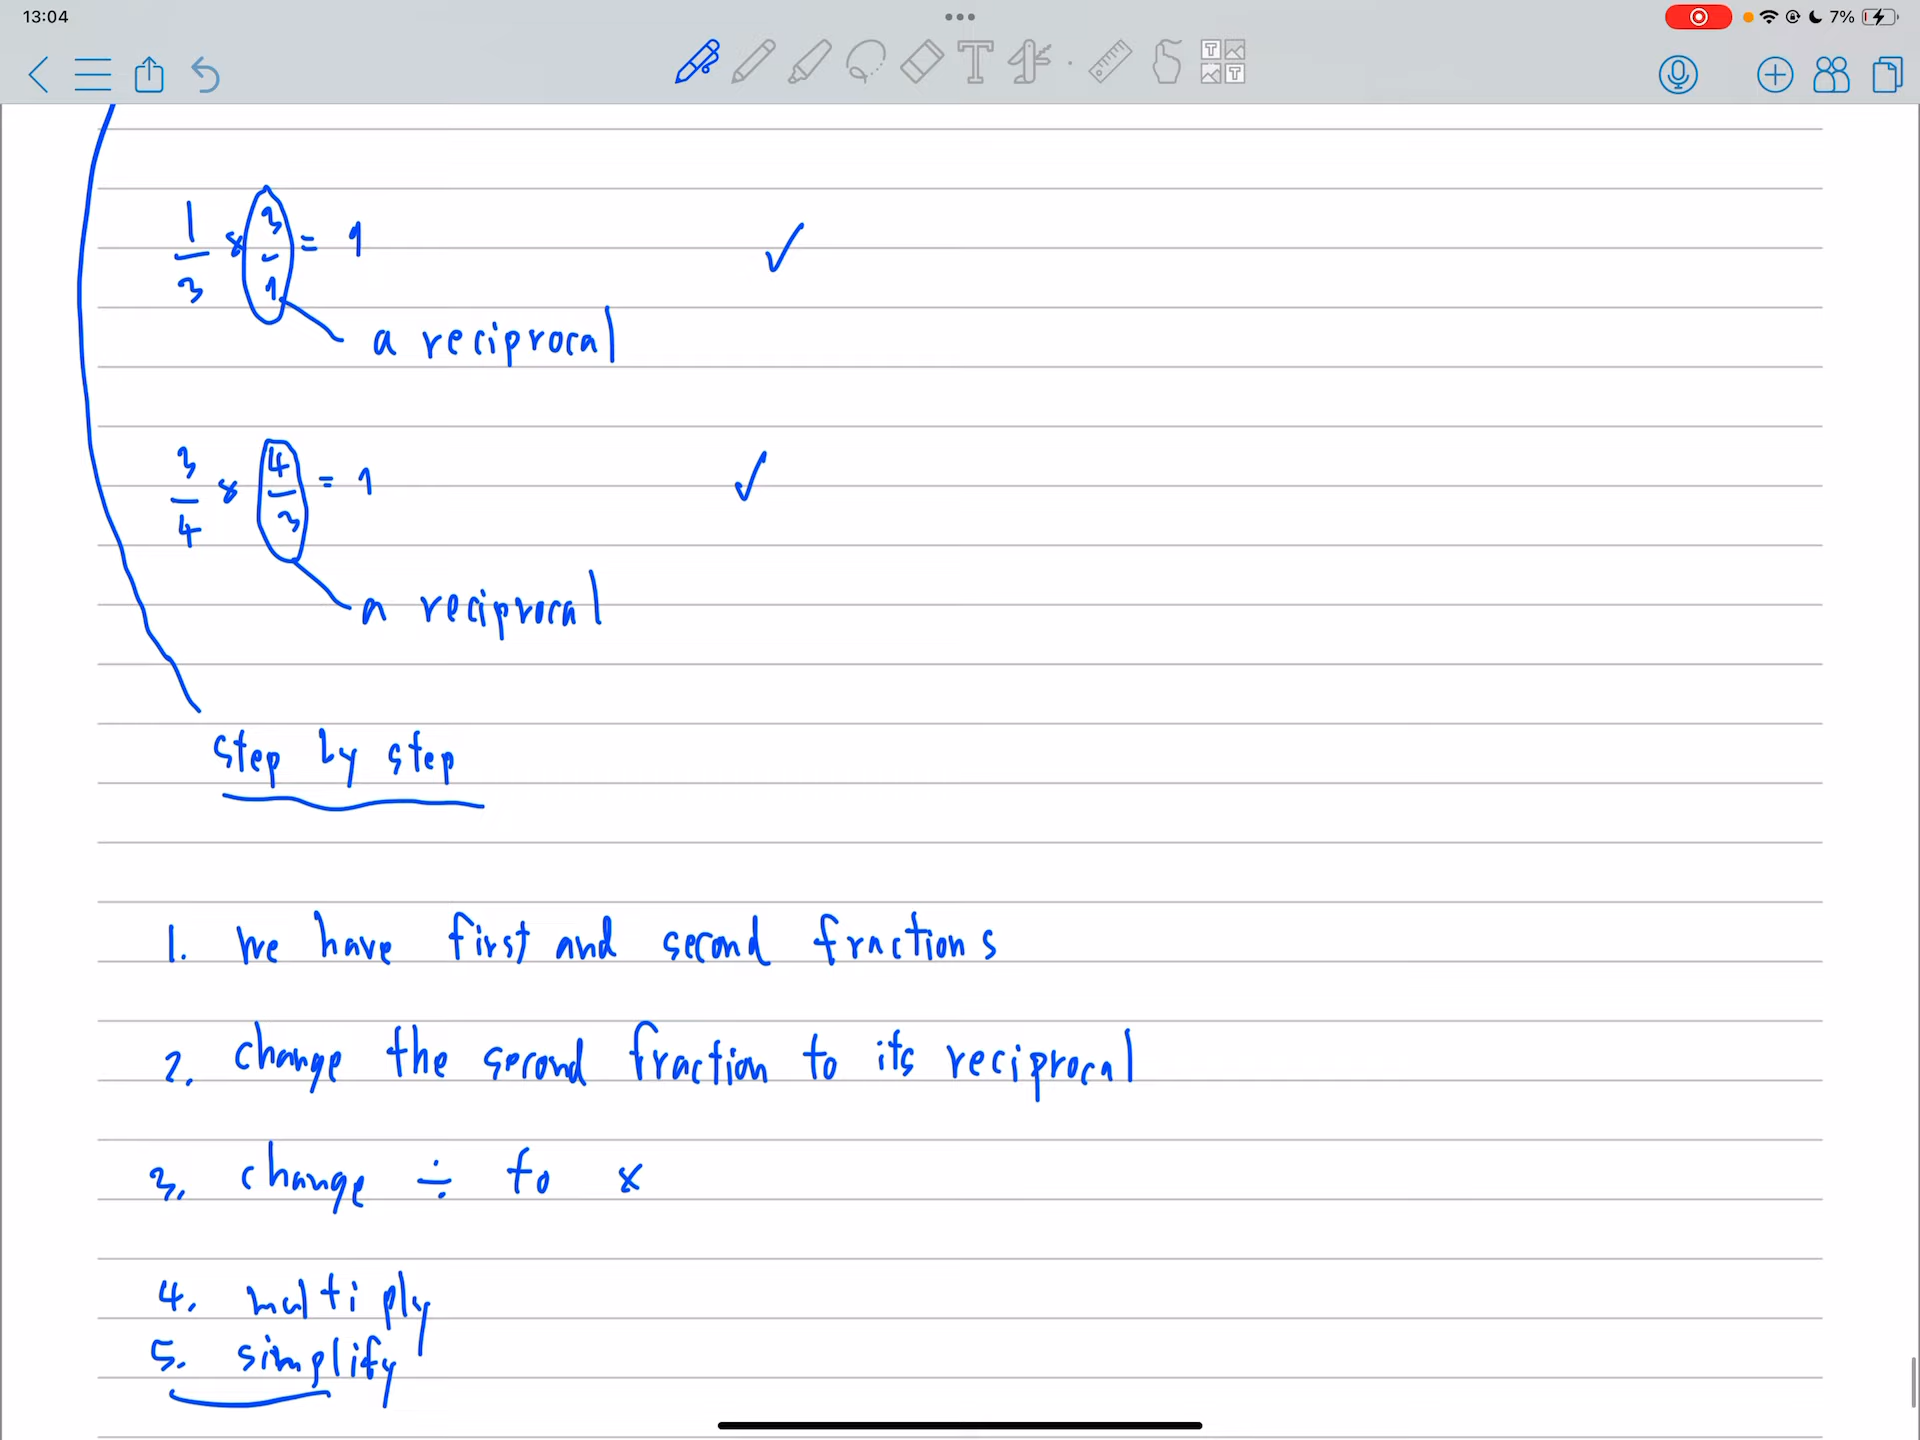 13:04
7%
1/3 × 3/1 = 1 ✓
a reciprocal
3/4 × 4/3 = 1 ✓
a reciprocal
step by step
1. we have first and second fractions
2. change the second fraction to its reciprocal
3. change ÷ to ×
4. multiply
5. simplify